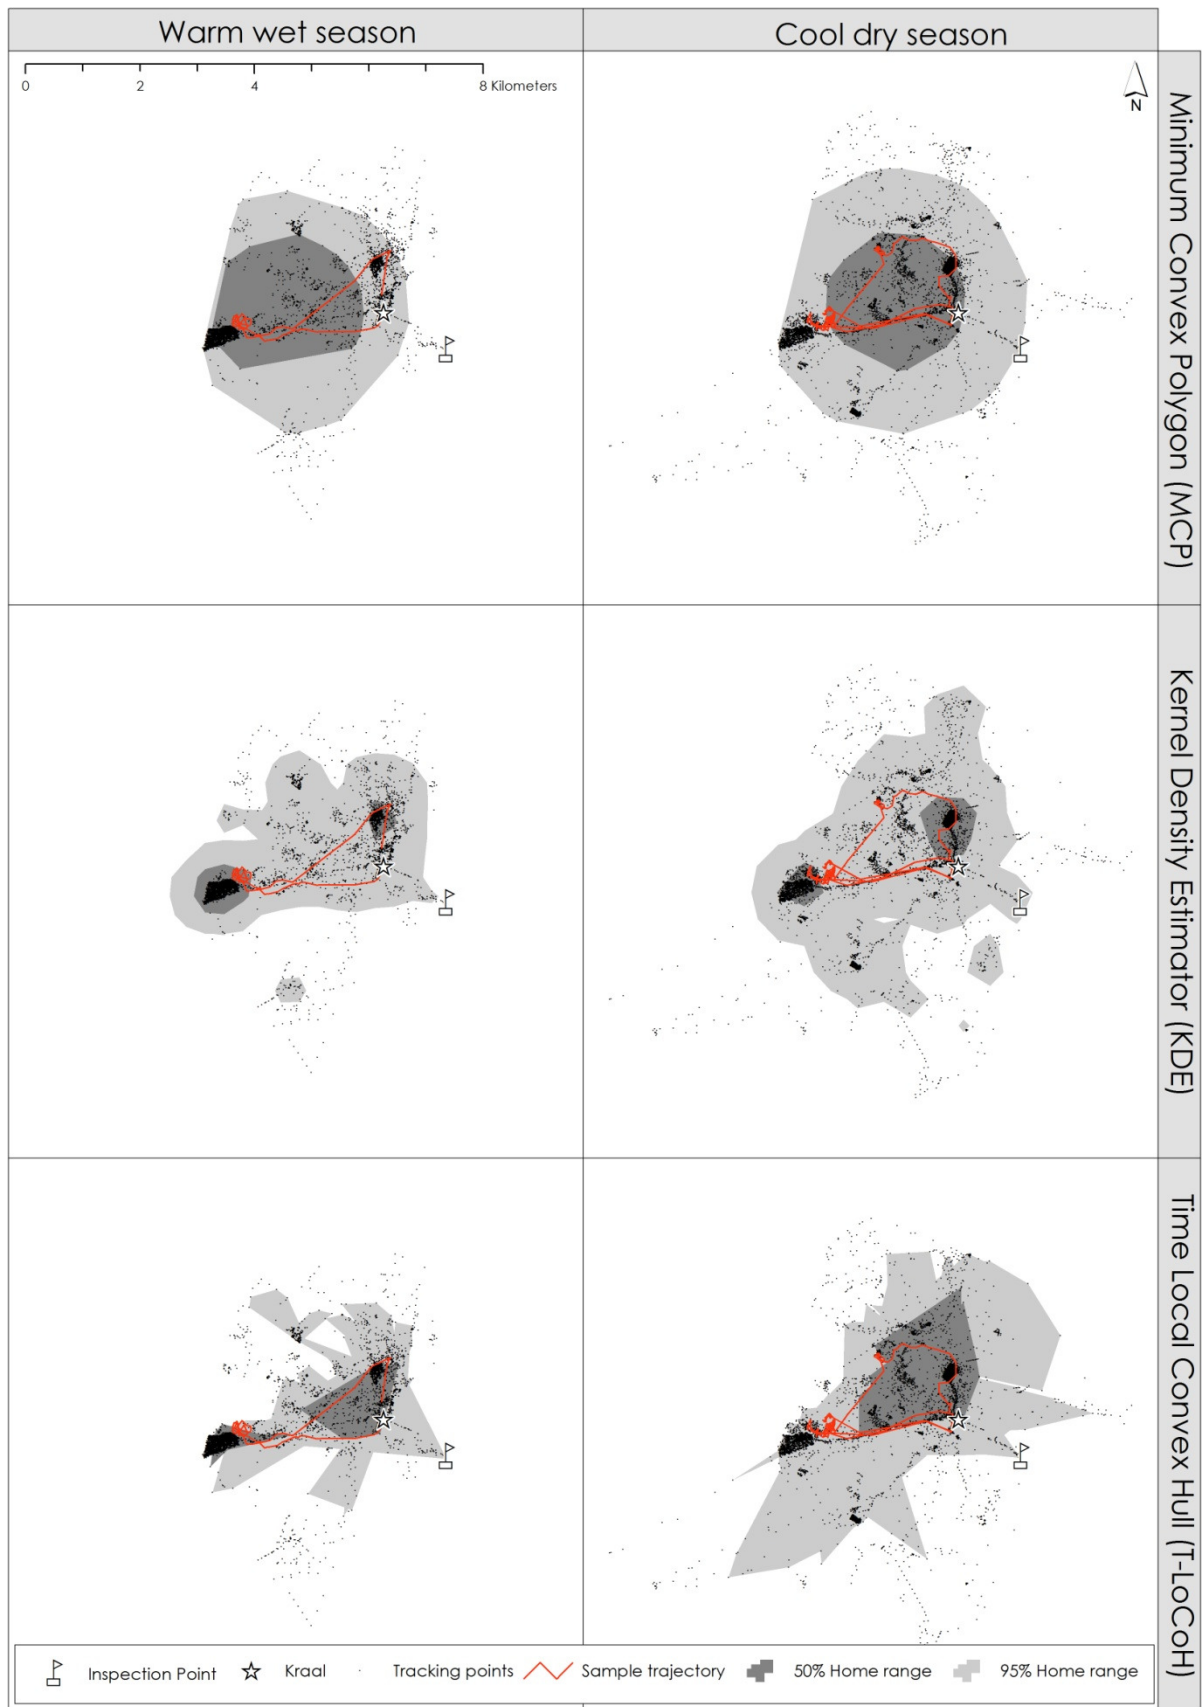 Warm wet season
Cool dry season
0 2 4 8 Kilometers
N
Minimum Convex Polygon (MCP)
Kernel Density Estimator (KDE)
Time Local Convex Hull (T-LoCoH)
Inspection Point Kraal Tracking points Sample trajectory 50% Home range 95% Home range